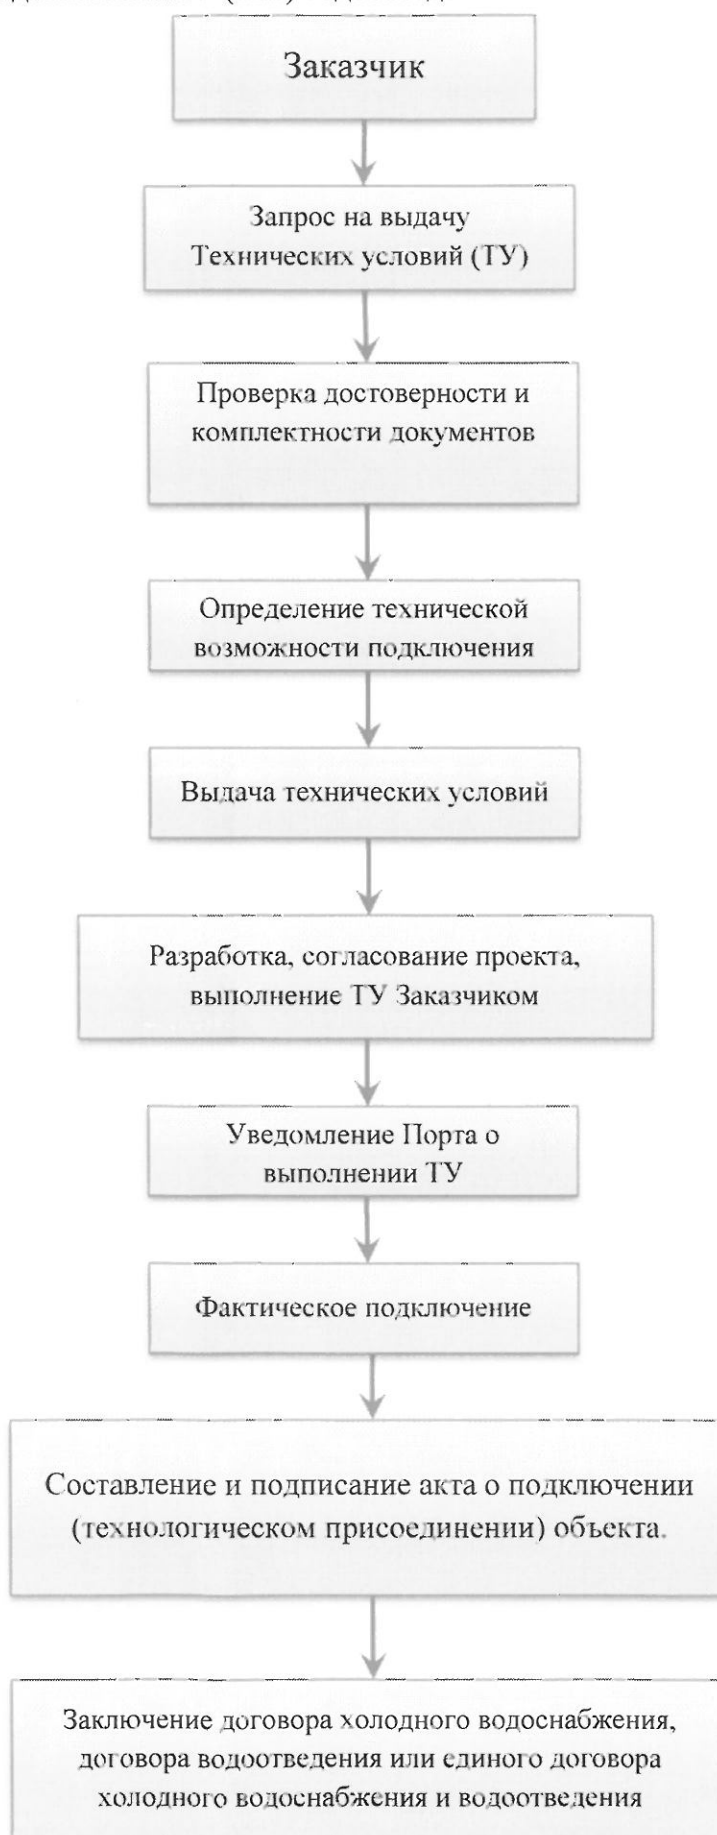 Заказчик
Запрос на выдачу
Технических условий (ТУ)
Проверка достоверности и
комплектности документов
Определение технической
возможности подключения
Выдача технических условий
Разработка, согласование проекта,
выполнение ТУ Заказчиком
Уведомление Порта о
выполнении ТУ
Фактическое подключение
Составление и подписание акта о подключении
(технологическом присоединении) объекта.
Заключение договора холодного водоснабжения,
договора водоотведения или единого договора
холодного водоснабжения и водоотведения